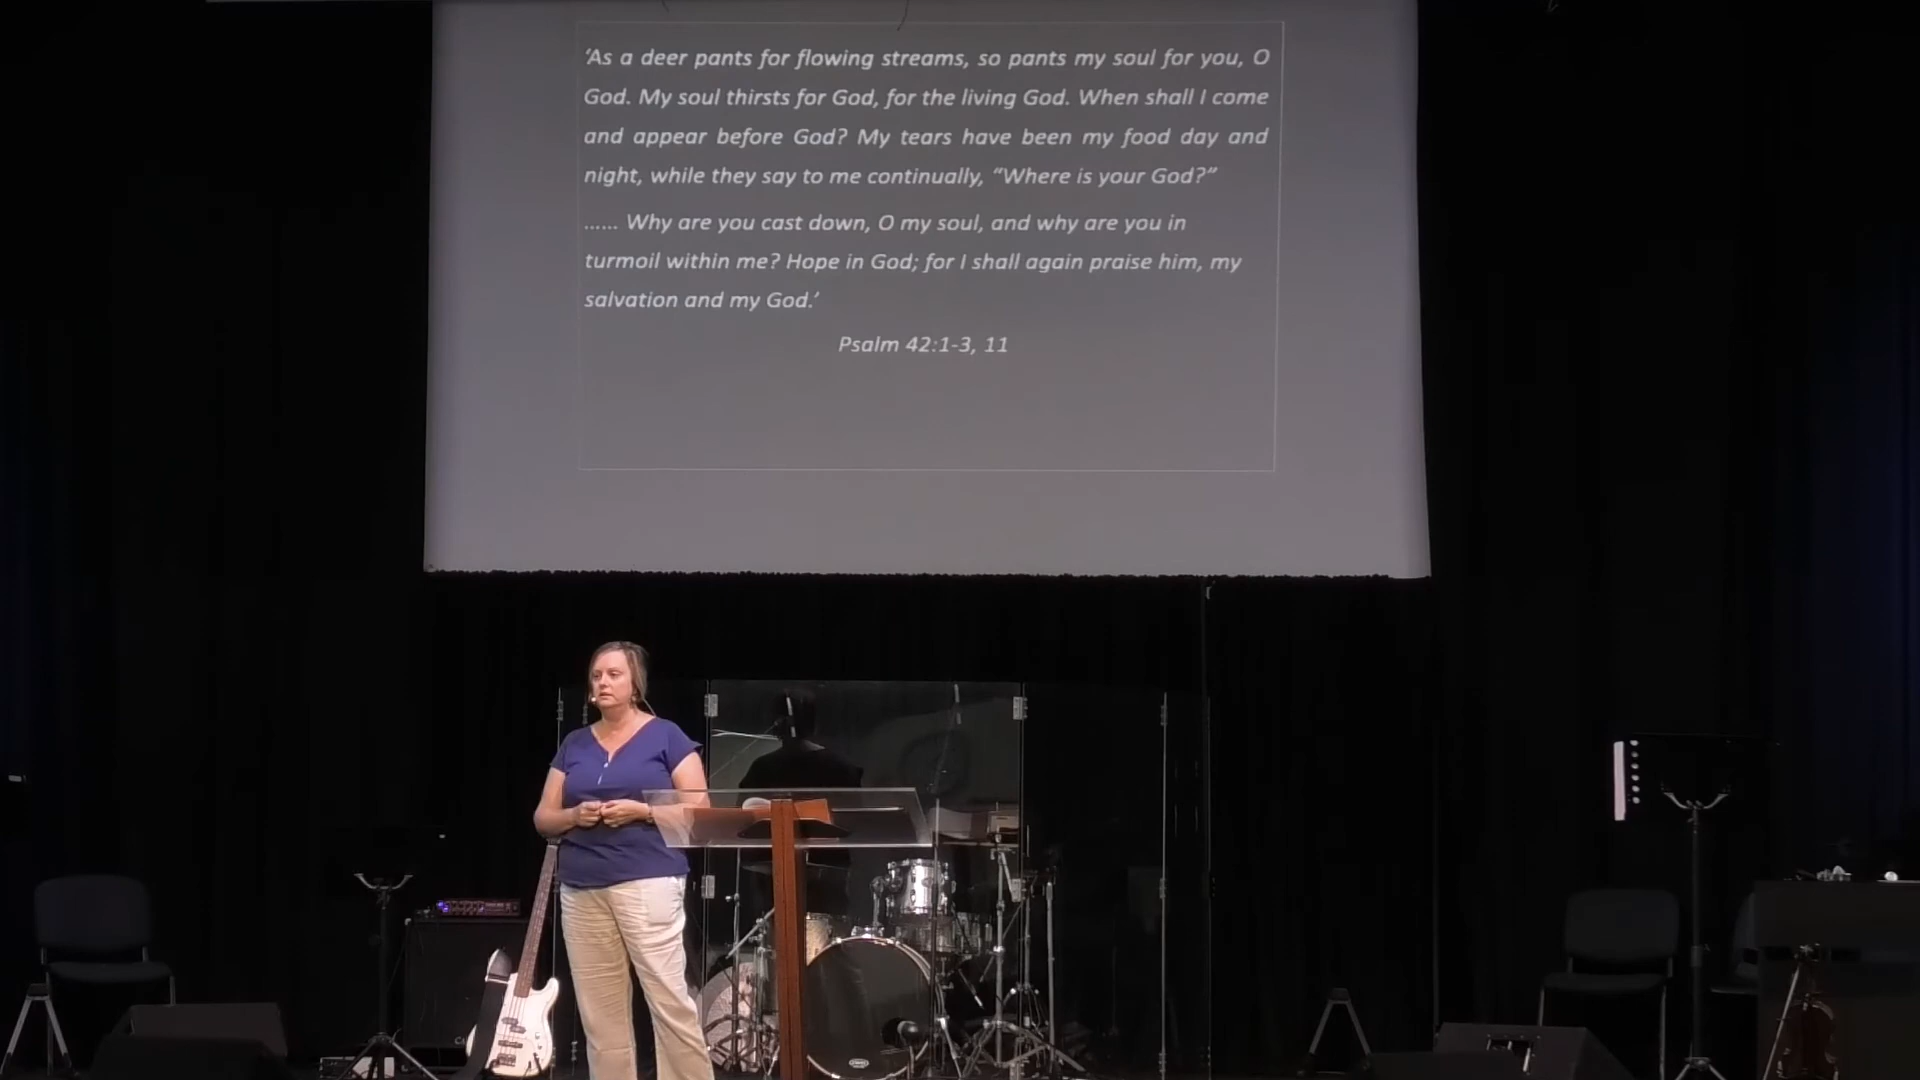 ‘As a deer pants for flowing streams, so pants my soul for you, O
God. My soul thirsts for God, for the living God. When shall I come
and appear before God? My tears have been my food day and
night, while they say to me continually, “Where is your God?”
...... Why are you cast down, O my soul, and why are you in
turmoil within me? Hope in God; for I shall again praise him, my
salvation and my God.’
Psalm 42:1-3, 11